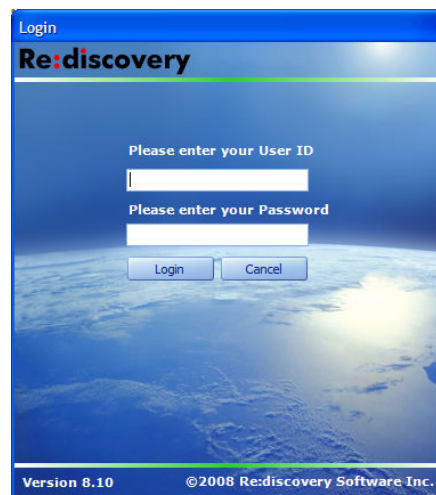 Login
Re:discovery
Please enter your User ID
Please enter your Password
Login Cancel
Version 8.10 ©2008 Re:discovery Software Inc.